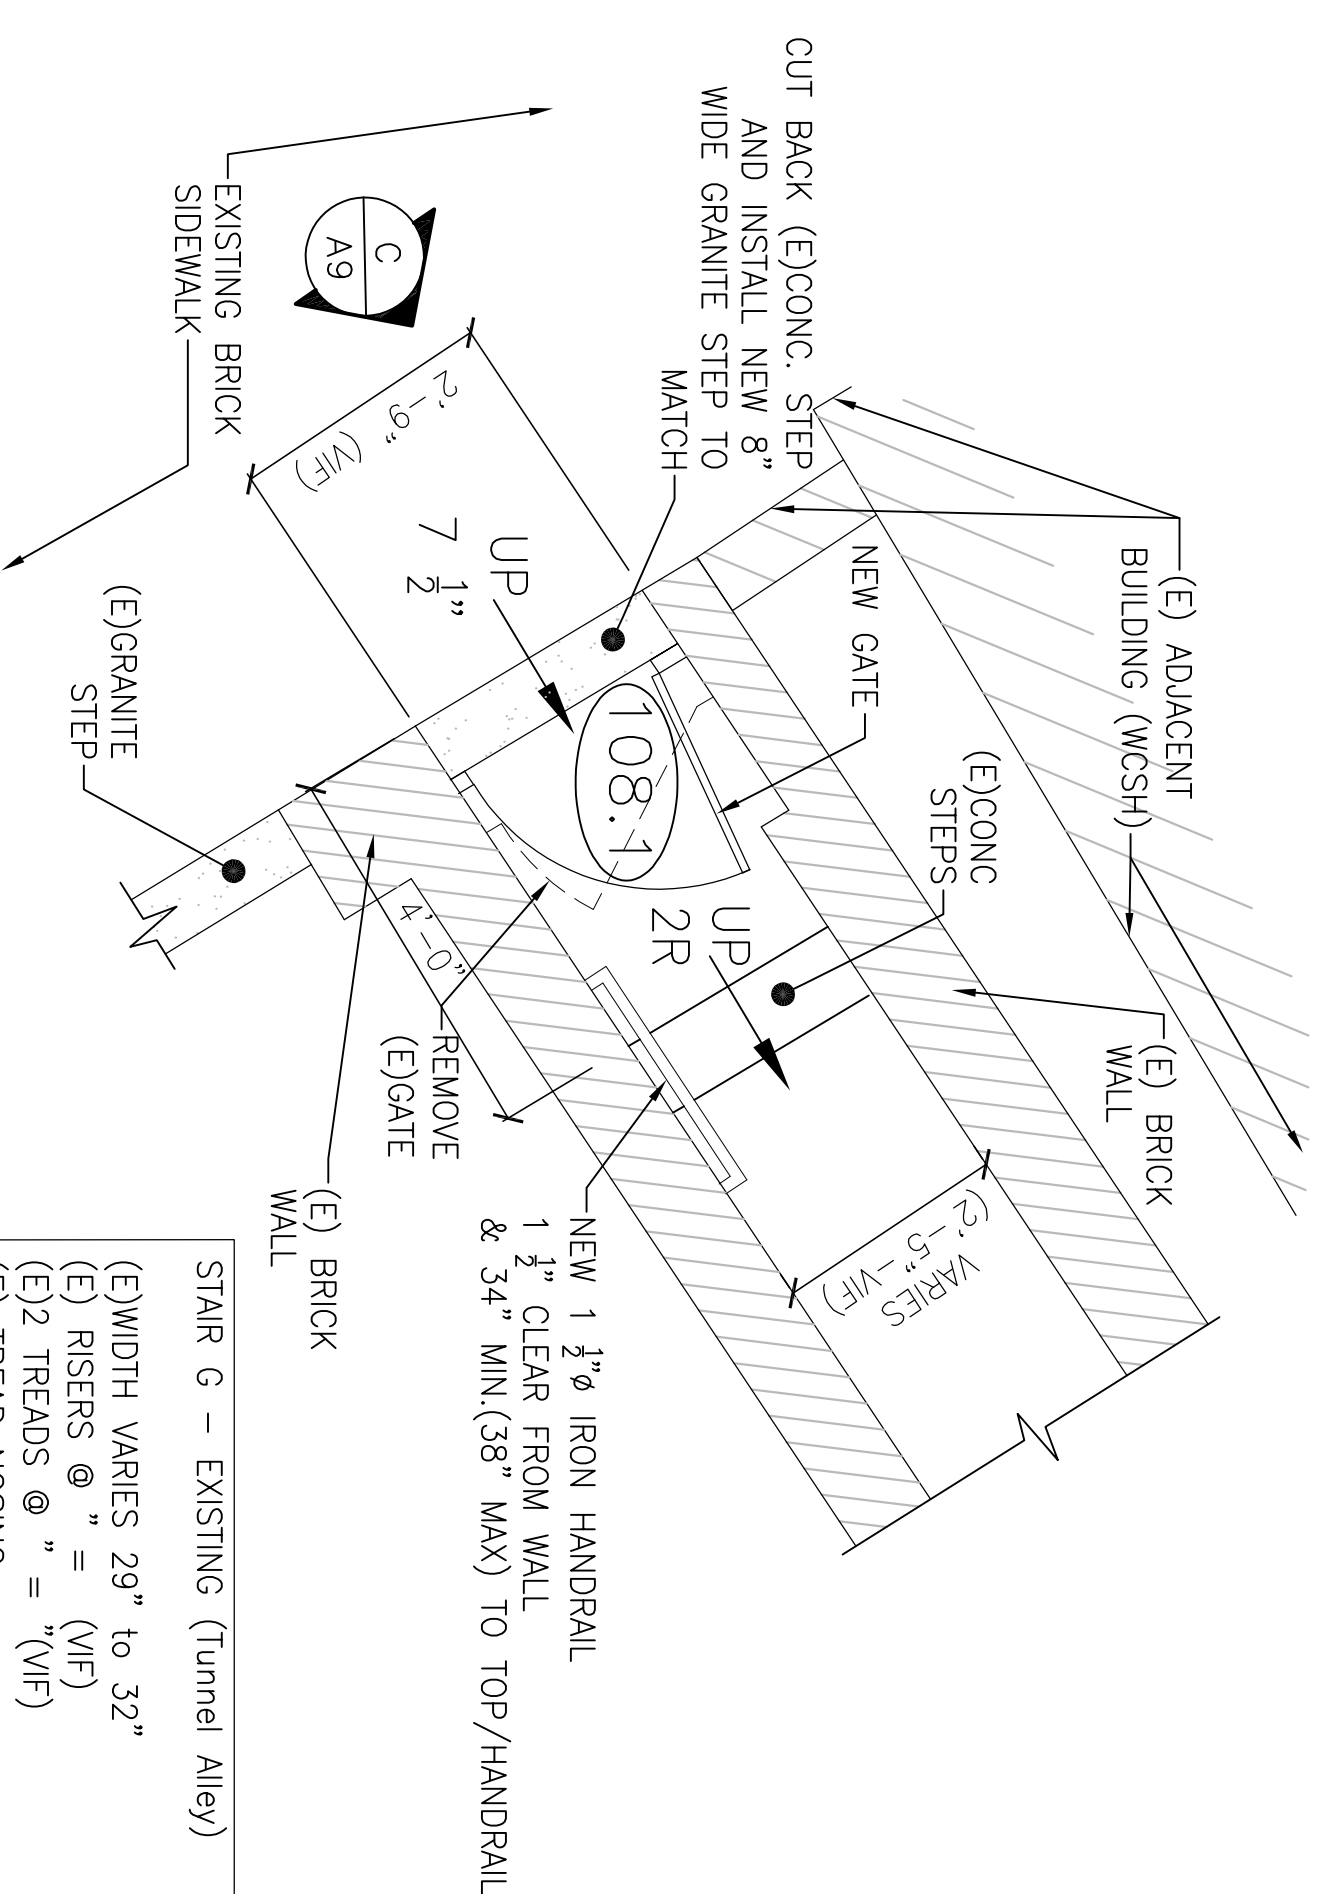 (E) ADJACENT
BUILDING (WCSH)
(E) BRICK
WALL
(E)CONC
STEPS
NEW GATE
CUT BACK (E)CONC. STEP
AND INSTALL NEW 8"
WIDE GRANITE STEP TO
MATCH
VARIES
(2'-5"-VIF)
UP
2R
108.1
UP
7 1/2"
2'-9"
(VIF)
C
A9
EXISTING BRICK
SIDEWALK
(E)GRANITE
STEP
4'-0"
REMOVE
(E)GATE
(E) BRICK
WALL
NEW 1 1/2"ø IRON HANDRAIL
1 1/2" CLEAR FROM WALL
& 34" MIN.(38" MAX) TO TOP/HANDRAIL
STAIR G - EXISTING (Tunnel Alley)
(E)WIDTH VARIES 29" to 32"
(E) RISERS @ " = (VIF)
(E)2 TREADS @ " = "(VIF)